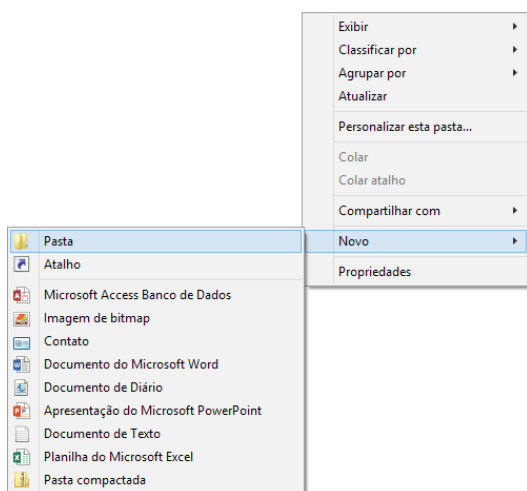 Exibir
Classificar por
Agrupar por
Atualizar
Personalizar esta pasta...
Colar
Colar atalho
Compartilhar com
Novo
Propriedades
Pasta
Atalho
Microsoft Access Banco de Dados
Imagem de bitmap
Contato
Documento do Microsoft Word
Documento de Diário
Apresentação do Microsoft PowerPoint
Documento de Texto
Planilha do Microsoft Excel
Pasta compactada